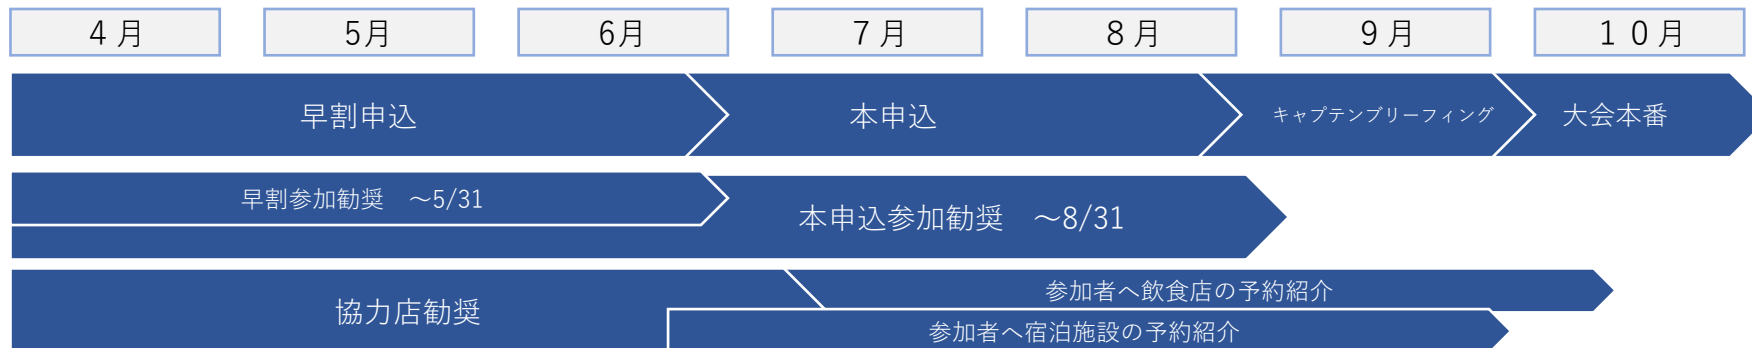 ４月
5月
6月
７月
８月
９月
１０月
早割申込
本申込
キャプテンブリーフィング
大会本番
早割参加勧奨　～5/31
本申込参加勧奨　～8/31
協力店勧奨
参加者へ飲食店の予約紹介
参加者へ宿泊施設の予約紹介